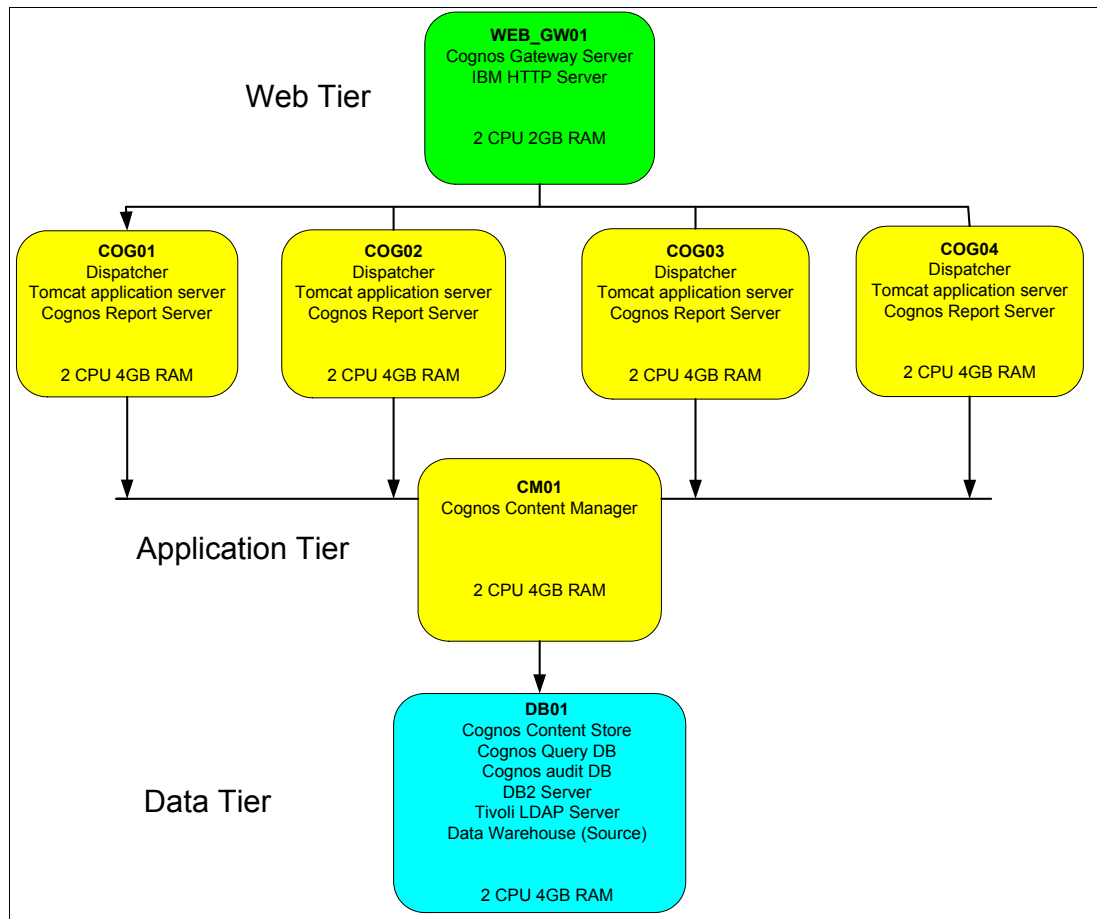 WEB_GW01
Cognos Gateway Server
IBM HTTP Server
2 CPU 2GB RAM
Web Tier
COG01
Dispatcher
Tomcat application server
Cognos Report Server
2 CPU 4GB RAM
COG02
Dispatcher
Tomcat application server
Cognos Report Server
2 CPU 4GB RAM
COG03
Dispatcher
Tomcat application server
Cognos Report Server
2 CPU 4GB RAM
COG04
Dispatcher
Tomcat application server
Cognos Report Server
2 CPU 4GB RAM
CM01
Cognos Content Manager
2 CPU 4GB RAM
Application Tier
DB01
Cognos Content Store
Cognos Query DB
Cognos audit DB
DB2 Server
Tivoli LDAP Server
Data Warehouse (Source)
2 CPU 4GB RAM
Data Tier